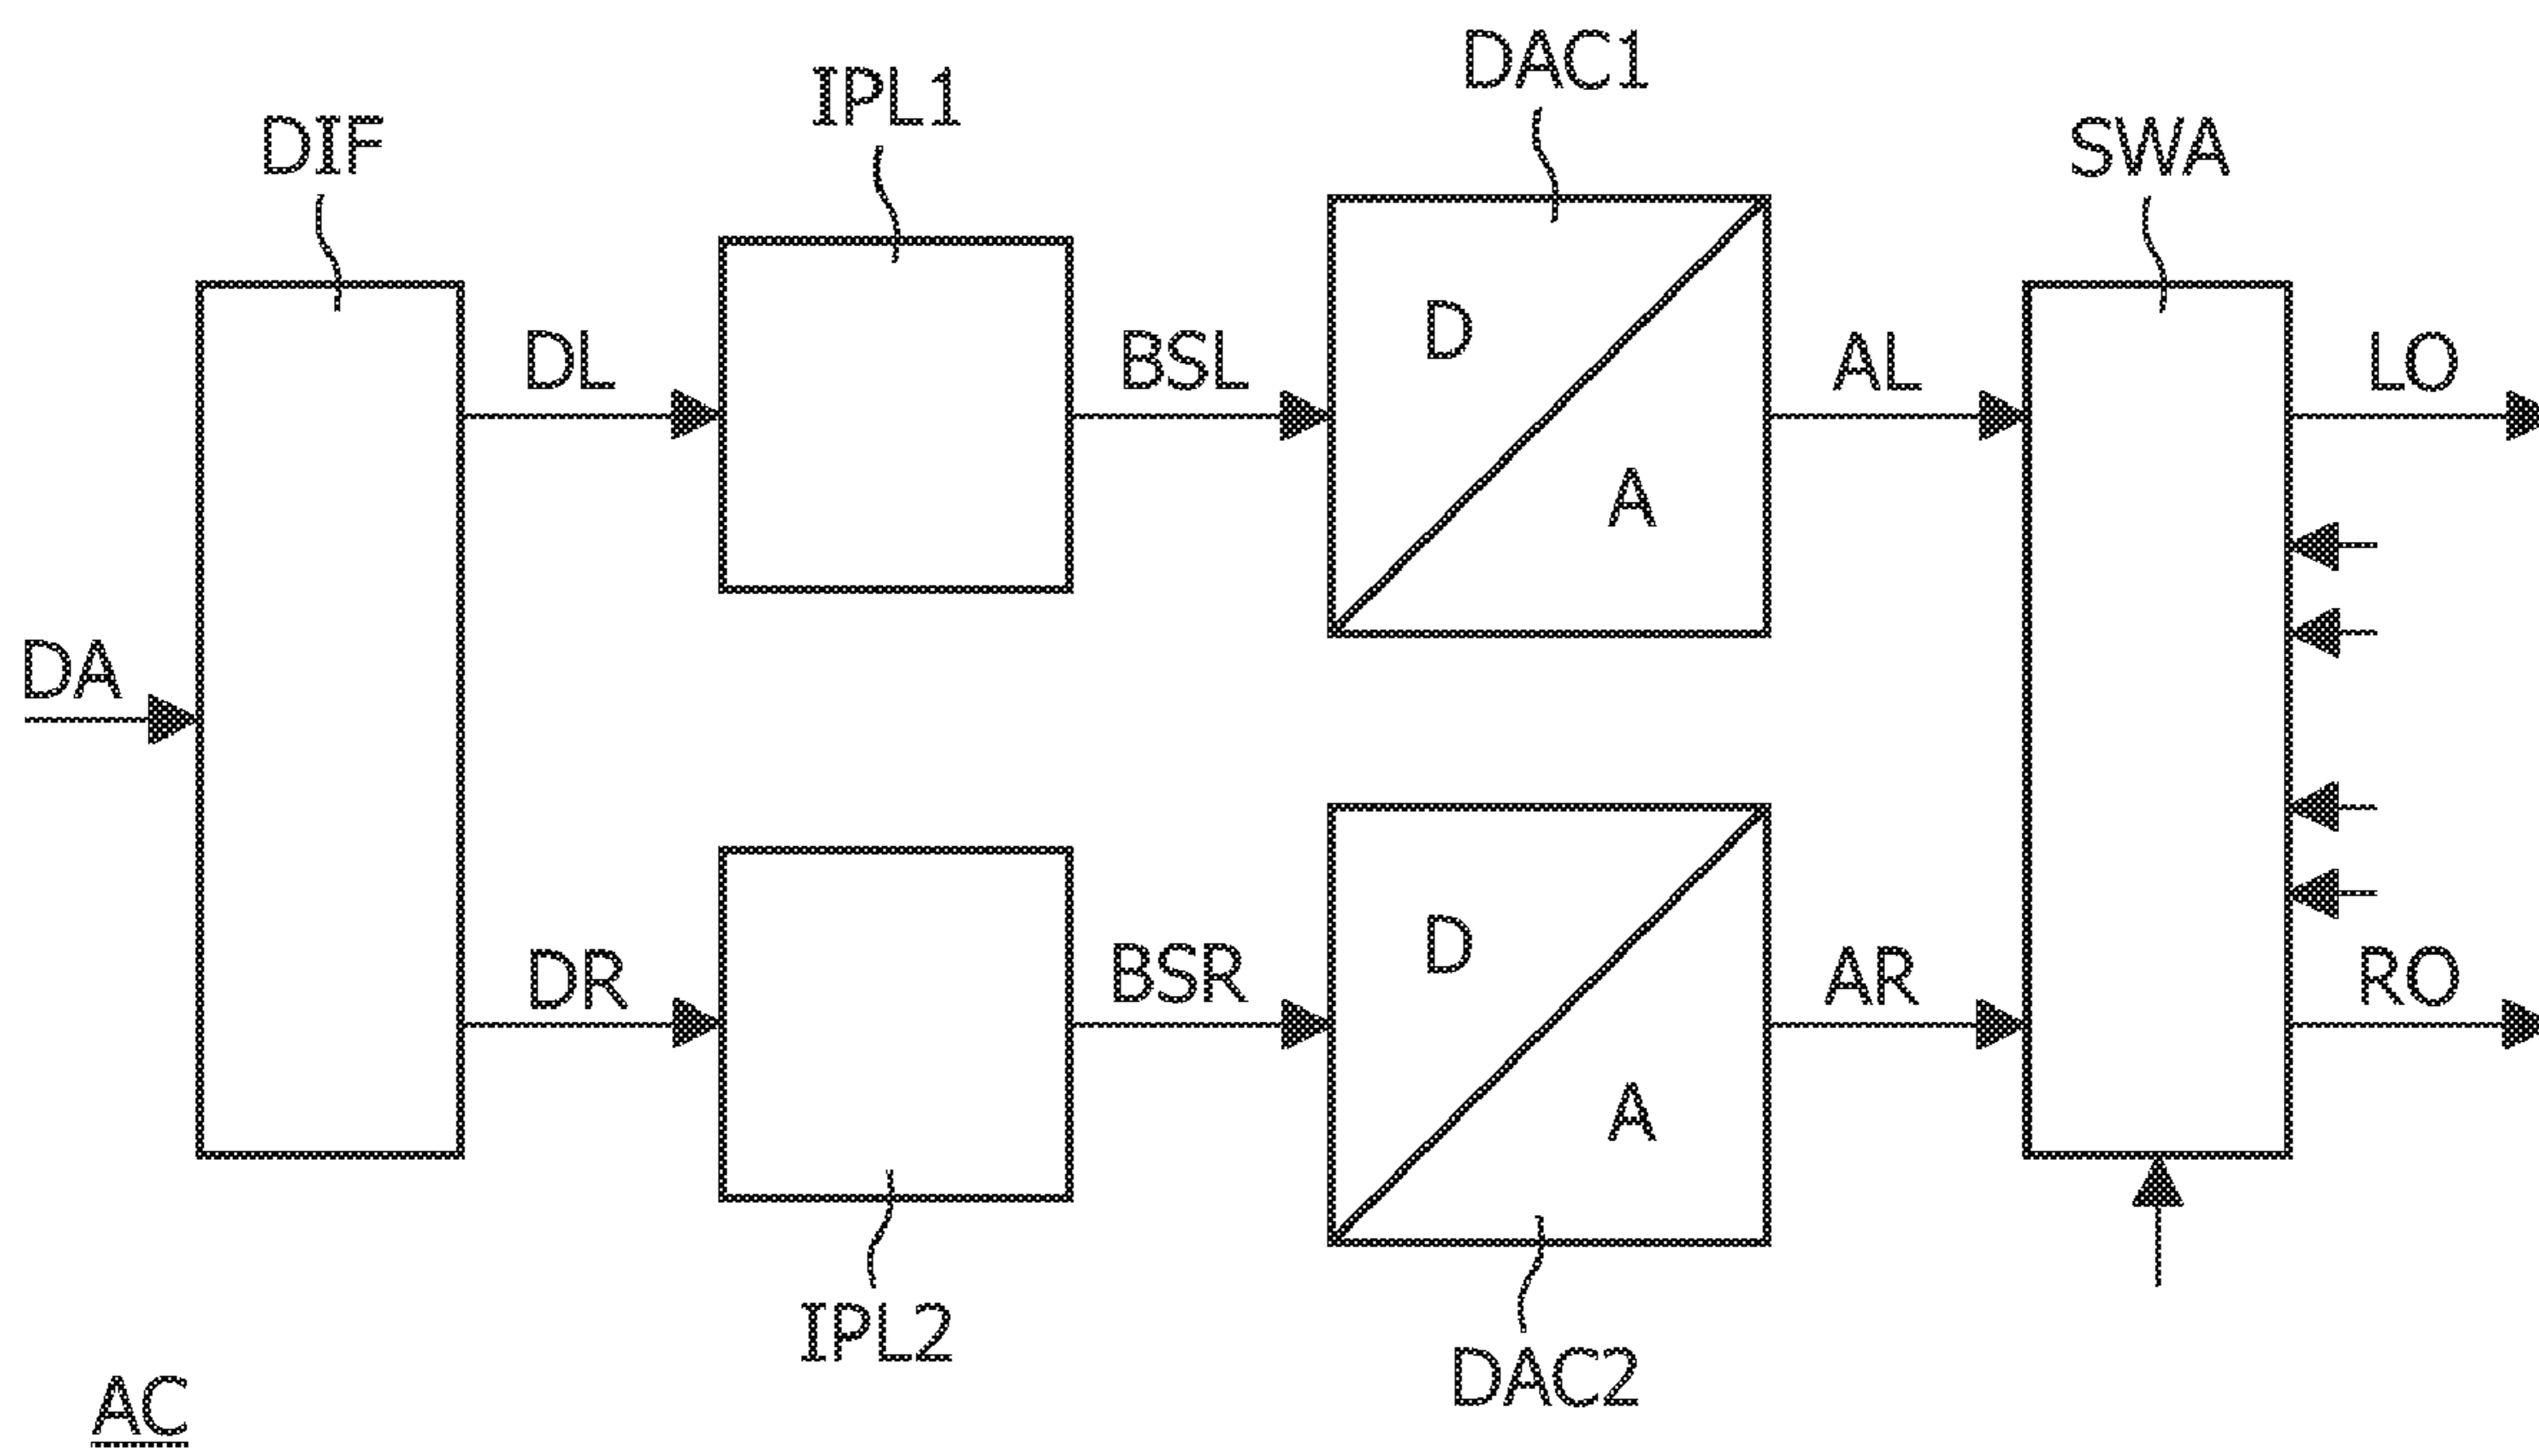 DAC1
IPL1
DIF
SWA
DL
BSL
D
AL
LO
A
DA
DR
BSR
D
AR
RO
A
IPL2
DAC2
AC